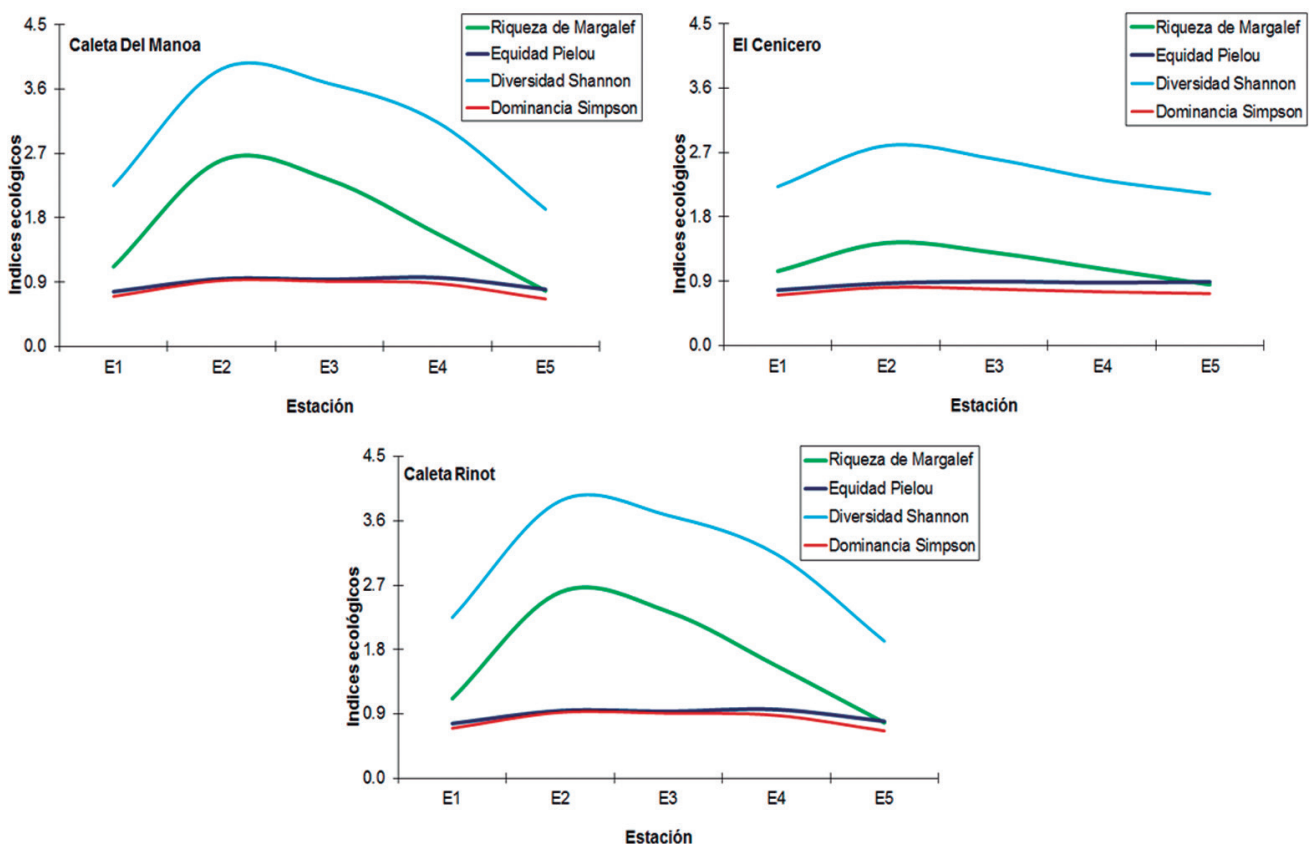 Caleta Del Manoa
Riqueza de Margalef
Equidad Pielou
Diversidad Shannon
Dominancia Simpson
Indices ecológicos
4.5
3.6
2.7
1.8
0.9
0.0
E1 E2 E3 E4 E5
Estación
El Cenicero
Riqueza de Margalef
Equidad Pielou
Diversidad Shannon
Dominancia Simpson
Indices ecológicos
4.5
3.6
2.7
1.8
0.9
0.0
E1 E2 E3 E4 E5
Estación
Caleta Rinot
Riqueza de Margalef
Equidad Pielou
Diversidad Shannon
Dominancia Simpson
Indices ecológicos
4.5
3.6
2.7
1.8
0.9
0.0
E1 E2 E3 E4 E5
Estación